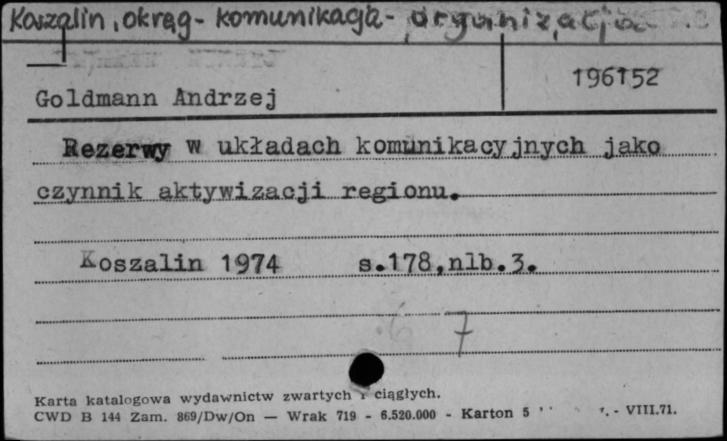 Koszalin, okręg - komunikacja - organizacja
196152
Goldmann Andrzej
Rezerwy w układach komunikacyjnych jako
czynnik aktywizacji regionu.
Koszalin 1974 s.178,nlb.3.
7
Karta katalogowa wydawnictw zwartych i ciągłych.
CWD B 144 Zam. 869/Dw/On — Wrak 719 - 6.520.000 - Karton 5 - VIII.71.